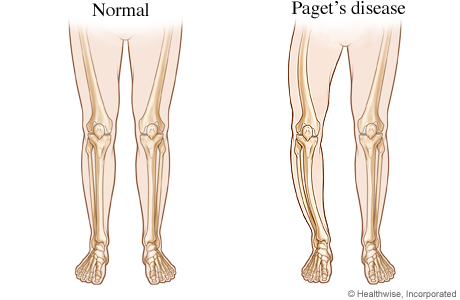 Normal
Paget's disease
© Healthwise, Incorporated